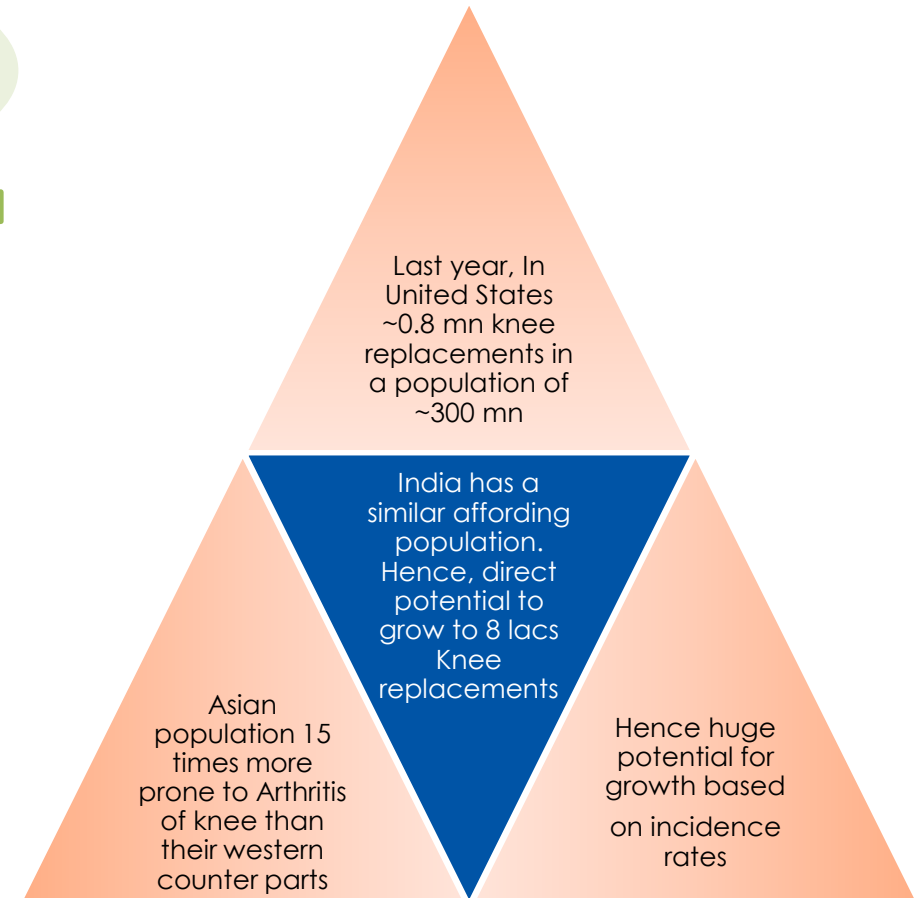 Last year, In
United States
~0.8 mn knee
replacements in
a population of
~300 mn
India has a
similar affording
population.
Hence, direct
potential to
grow to 8 lacs
Knee
replacements
Asian
population 15
times more
prone to Arthritis
of knee than
their western
counter parts
Hence huge
potential for
growth based
on incidence
rates